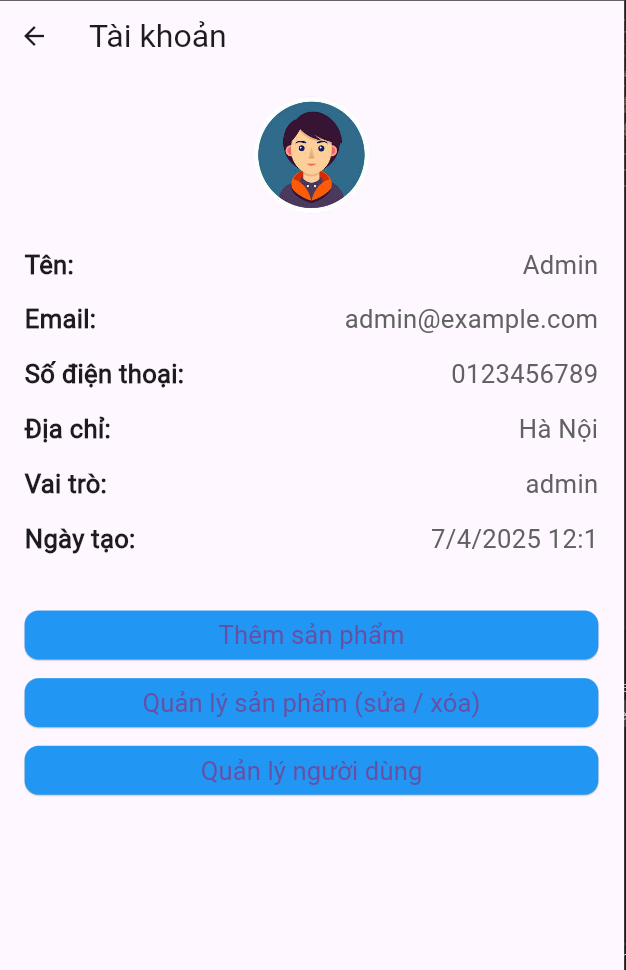 Tài khoản
Tên: Admin
Email: admin@example.com
Số điện thoại: 0123456789
Địa chỉ: Hà Nội
Vai trò: admin
Ngày tạo: 7/4/2025 12:1
Thêm sản phẩm
Quản lý sản phẩm (sửa / xóa)
Quản lý người dùng